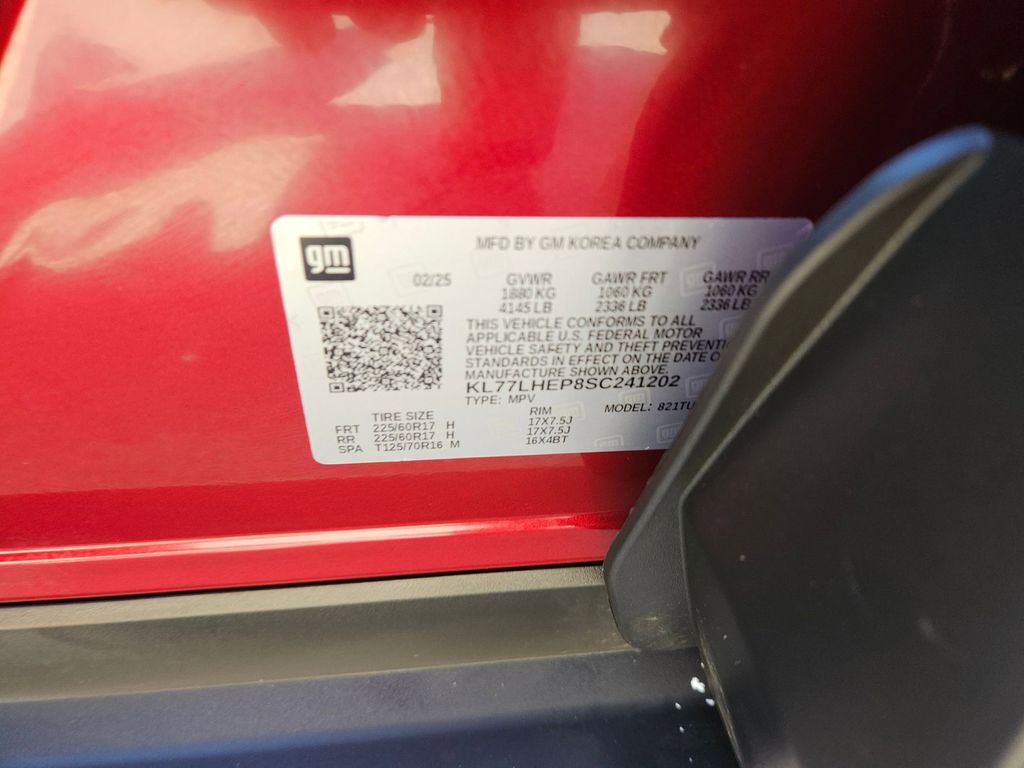 gm
MFD BY GM KOREA COMPANY
02/25 GVWR GAWR FRT GAWR RR
1880 KG 1060 KG 1060 KG
4145 LB 2336 LB 2336 LB
THIS VEHICLE CONFORMS TO ALL
APPLICABLE U.S. FEDERAL MOTOR
VEHICLE SAFETY AND THEFT PREVENTI
STANDARDS IN EFFECT ON THE DATE O
MANUFACTURE SHOWN ABOVE.
KL77LHEP8SC241202
TYPE: MPV MODEL: 821TU
TIRE SIZE RIM
FRT 225/60R17 H 17X7.5J
RR 225/60R17 H 17X7.5J
SPA T125/70R16 M 16X4BT